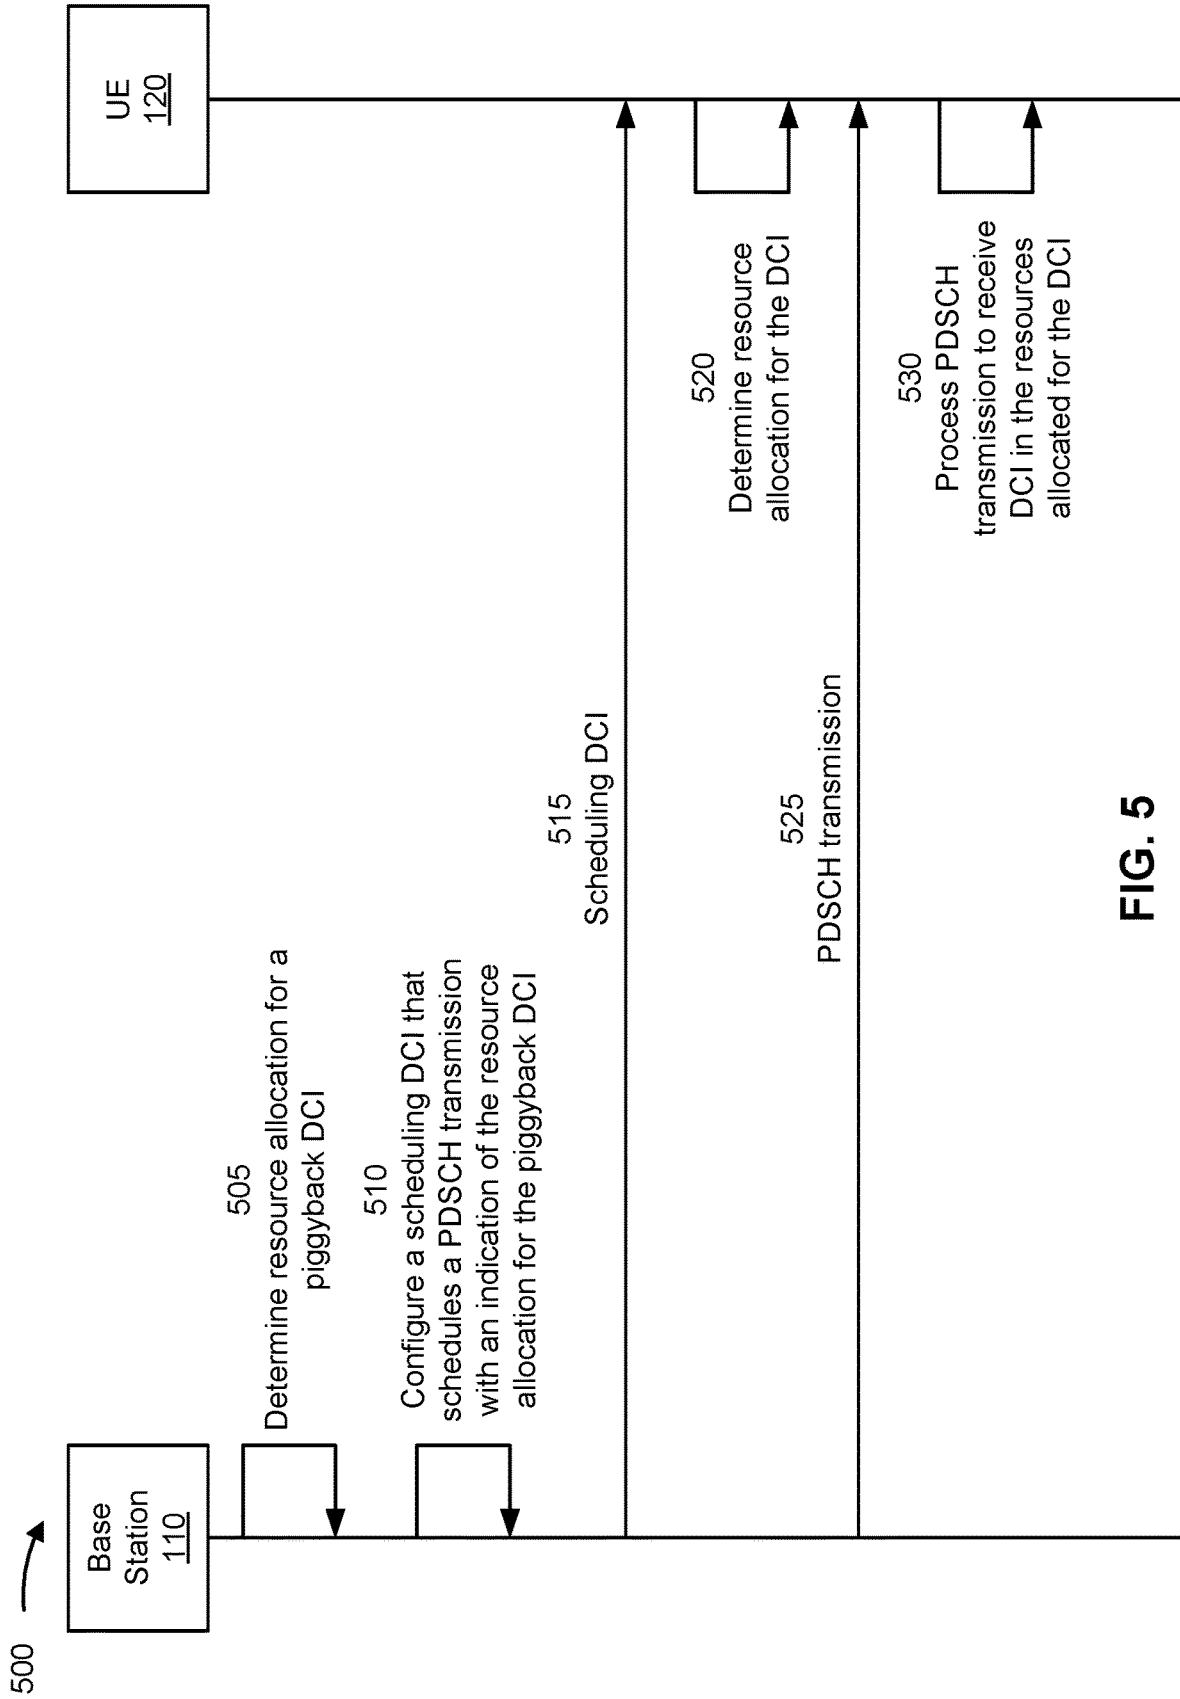 500
Base
Station
110
UE
120
505
Determine resource allocation for a
piggyback DCI
510
Configure a scheduling DCI that
schedules a PDSCH transmission
with an indication of the resource
allocation for the piggyback DCI
515
Scheduling DCI
520
Determine resource
allocation for the DCI
525
PDSCH transmission
530
Process PDSCH
transmission to receive
DCI in the resources
allocated for the DCI
FIG. 5